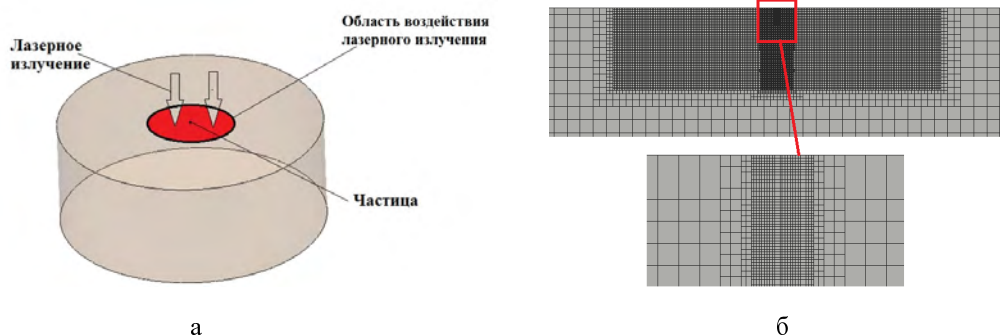 Лазерное
излучение
Область воздействия
лазерного излучения
Частица
а
б